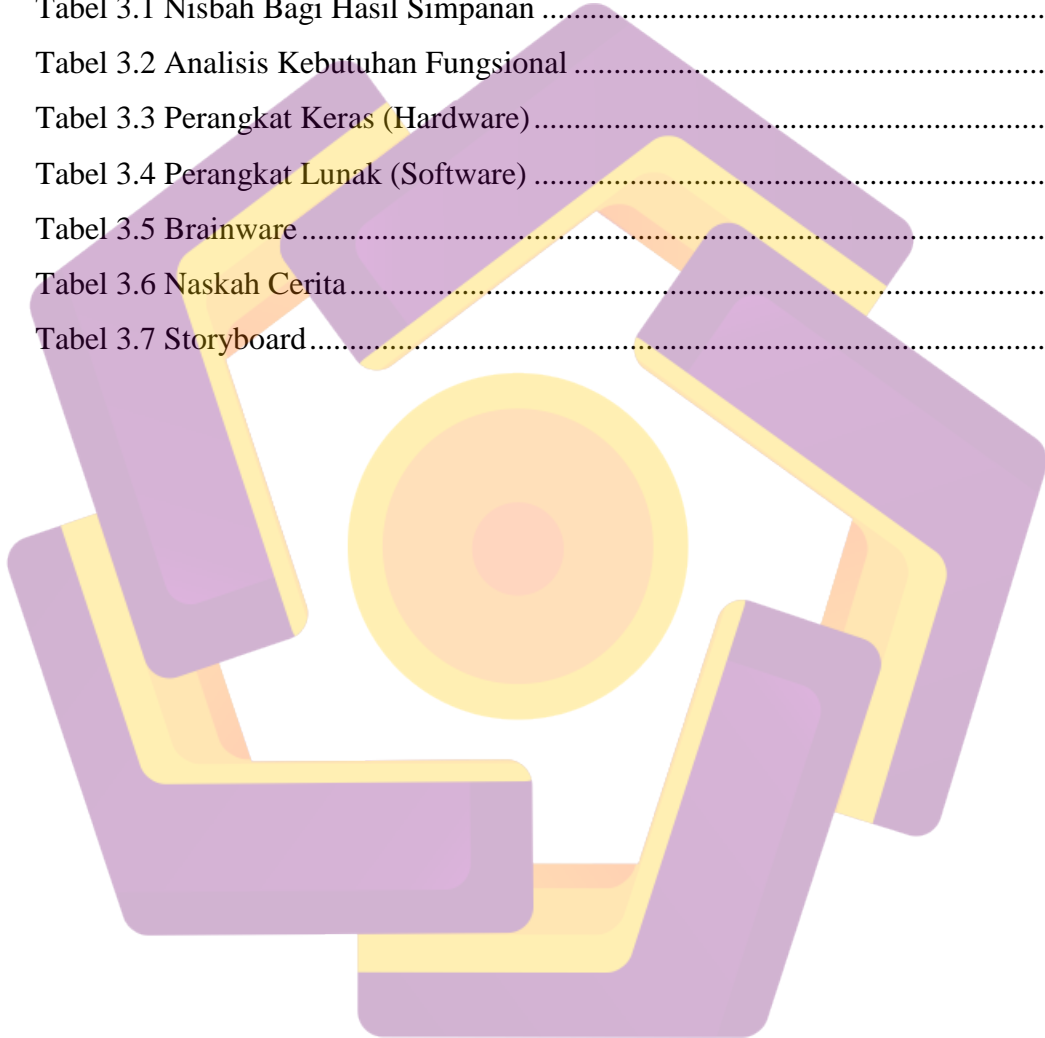 Tabel 3.1 Nisbah Bagi Hasil Simpanan ..............................................................
Tabel 3.2 Analisis Kebutuhan Fungsional ..........................................................
Tabel 3.3 Perangkat Keras (Hardware)...............................................................
Tabel 3.4 Perangkat Lunak (Software) ...............................................................
Tabel 3.5 Brainware............................................................................................
Tabel 3.6 Naskah Cerita......................................................................................
Tabel 3.7 Storyboard...........................................................................................